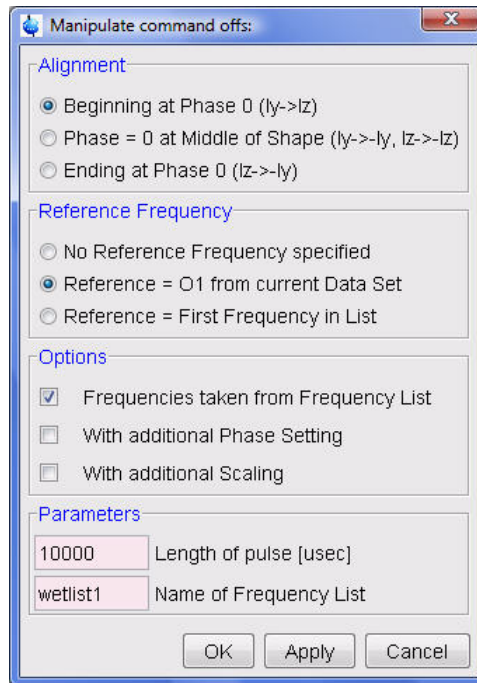 Manipulate command offs:
Alignment
Beginning at Phase 0 (Iy->Iz)
Phase = 0 at Middle of Shape (Iy->-Iy, Iz->-Iz)
Ending at Phase 0 (Iz->-Iy)
Reference Frequency
No Reference Frequency specified
Reference = O1 from current Data Set
Reference = First Frequency in List
Options
Frequencies taken from Frequency List
With additional Phase Setting
With additional Scaling
Parameters
10000 Length of pulse [usec]
wetlist1 Name of Frequency List
OK Apply Cancel